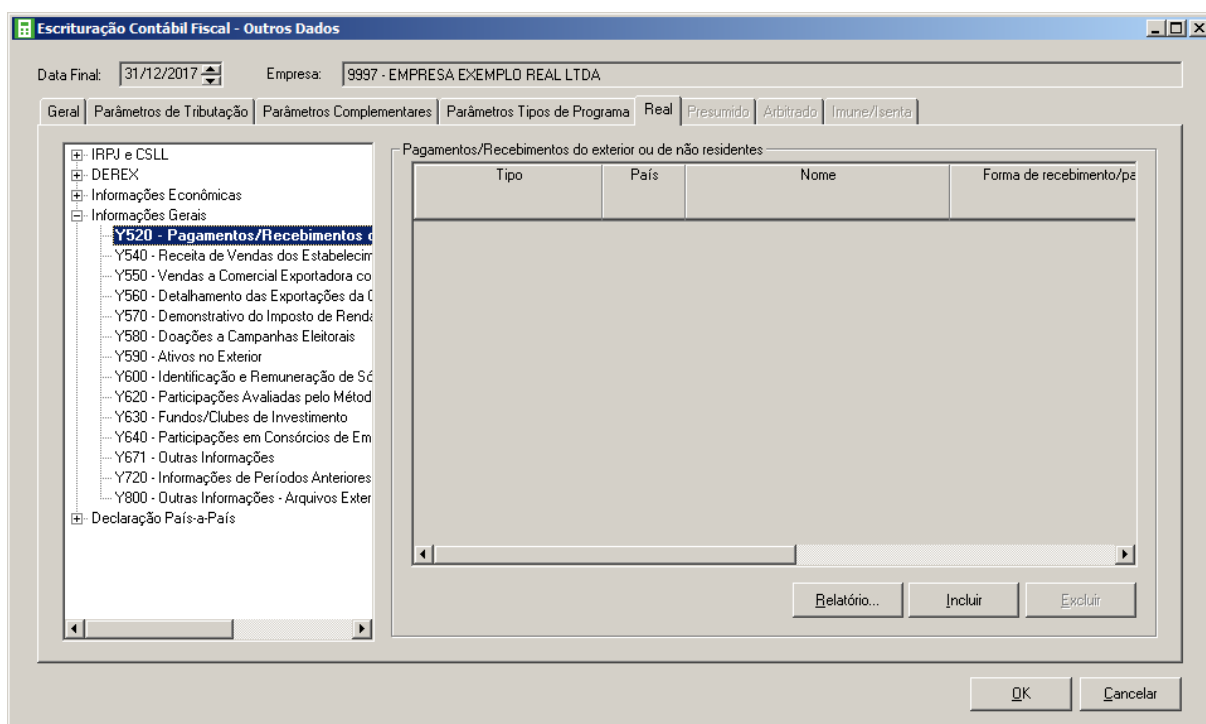 Escrituração Contábil Fiscal - Outros Dados
Data Final: 31/12/2017 Empresa: 9997 - EMPRESA EXEMPLO REAL LTDA
Geral Parâmetros de Tributação Parâmetros Complementares Parâmetros Tipos de Programa Real Presumido Arbitrado Imune/Isenta
IRPJ e CSLL
DEREX
Informações Econômicas
Informações Gerais
Y520 - Pagamentos/Recebimentos d
Y540 - Receita de Vendas dos Estabelecim
Y550 - Vendas a Comercial Exportadora co
Y560 - Detalhamento das Exportações da C
Y570 - Demonstrativo do Imposto de Renda
Y580 - Doações a Campanhas Eleitorais
Y590 - Ativos no Exterior
Y600 - Identificação e Remuneração de Só
Y620 - Participações Avaliadas pelo Métod
Y630 - Fundos/Clubes de Investimento
Y640 - Participações em Consórcios de Em
Y671 - Outras Informações
Y720 - Informações de Períodos Anteriores
Y800 - Outras Informações - Arquivos Exter
Declaração País-a-País
Pagamentos/Recebimentos do exterior ou de não residentes
Tipo País Nome Forma de recebimento/pa
Relatório... Incluir Excluir
OK Cancelar